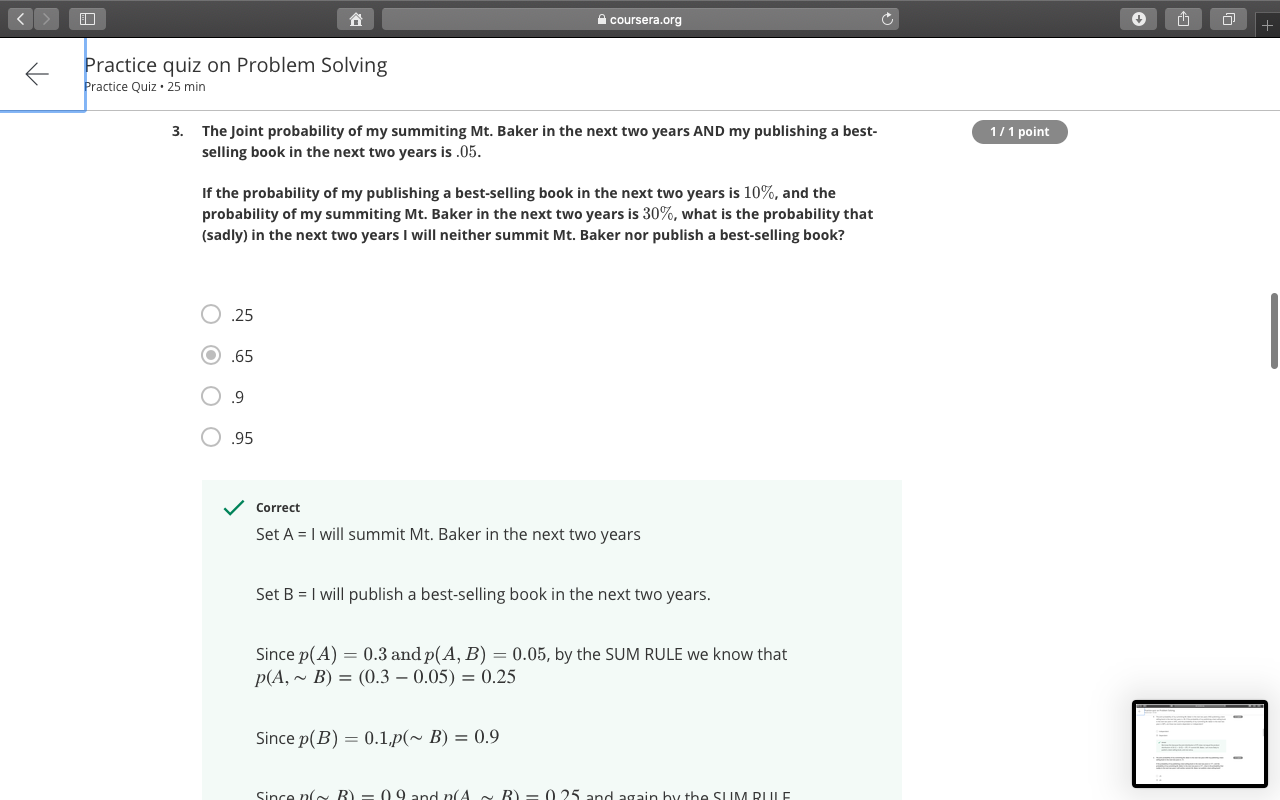 coursera.org
Practice quiz on Problem Solving
Practice Quiz • 25 min
3. The Joint probability of my summiting Mt. Baker in the next two years AND my publishing a best-
selling book in the next two years is .05.
1 / 1 point
If the probability of my publishing a best-selling book in the next two years is 10%, and the
probability of my summiting Mt. Baker in the next two years is 30%, what is the probability that
(sadly) in the next two years I will neither summit Mt. Baker nor publish a best-selling book?
.25
.65
.9
.95
Correct
Set A = I will summit Mt. Baker in the next two years
Set B = I will publish a best-selling book in the next two years.
Since p(A) = 0.3 and p(A, B) = 0.05, by the SUM RULE we know that
p(A, ∼ B) = (0.3 − 0.05) = 0.25
Since p(B) = 0.1,p(∼ B) = 0.9
Since p(∼ B) = 0.9 and p(A, ∼ B) = 0.25 and again by the SUM RULE